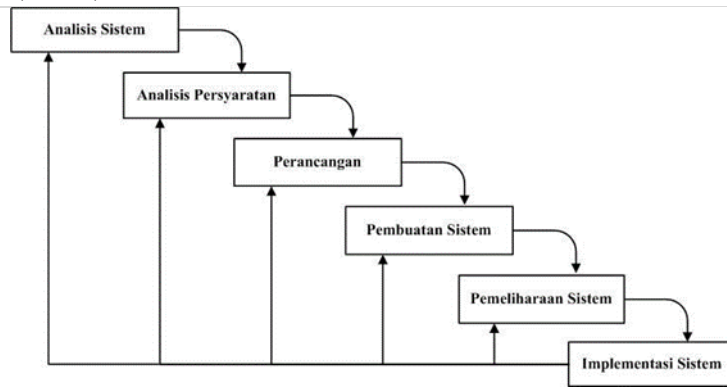 Analisis Sistem
Analisis Persyaratan
Perancangan
Pembuatan Sistem
Pemeliharaan Sistem
Implementasi Sistem